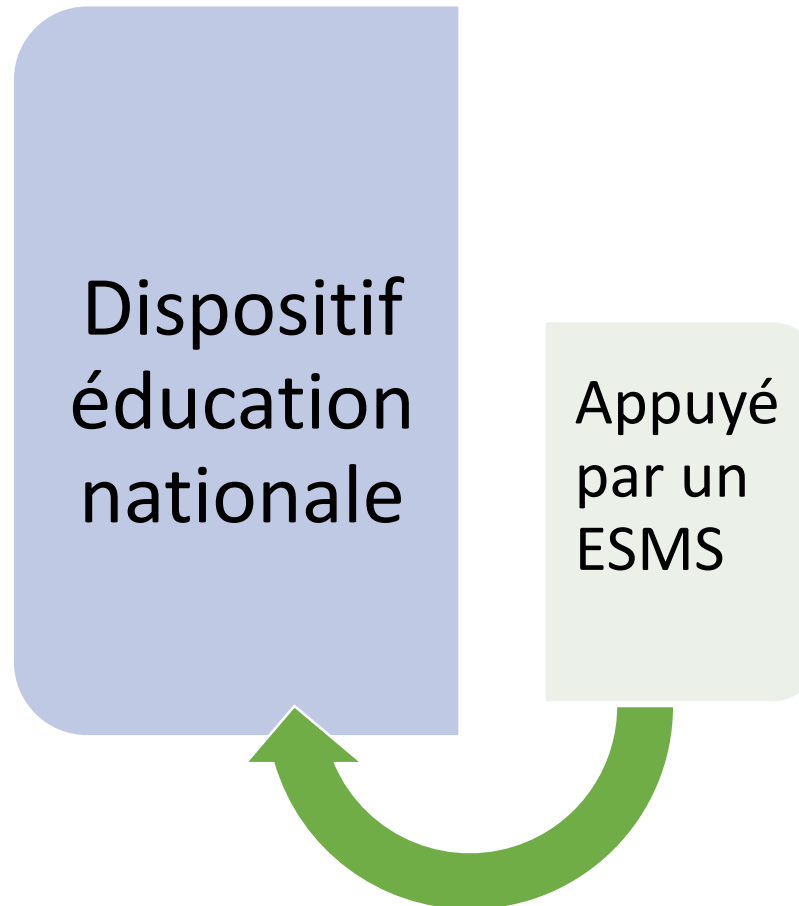 Dispositif
éducation
nationale
Appuyé
par un
ESMS